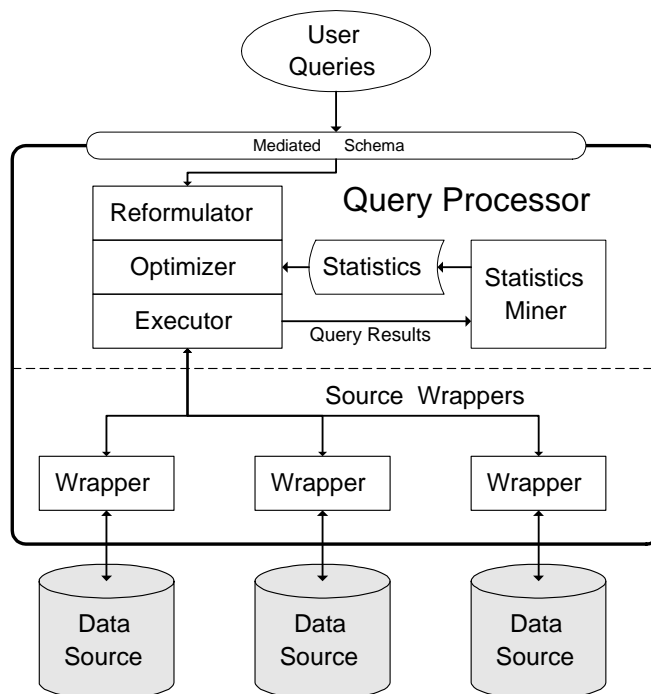 User
Queries
Mediated Schema
Reformulator
Query Processor
Optimizer
Statistics
Statistics
Miner
Executor
Query Results
Source Wrappers
Wrapper
Wrapper
Wrapper
Data
Source
Data
Source
Data
Source